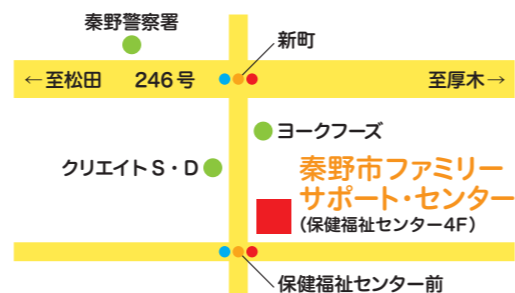 秦野警察署
新町
←至松田 246号 至厚木→
ヨークフーズ
クリエイトS・D
秦野市ファミリー
サポート・センター
(保健福祉センター4F)
保健福祉センター前